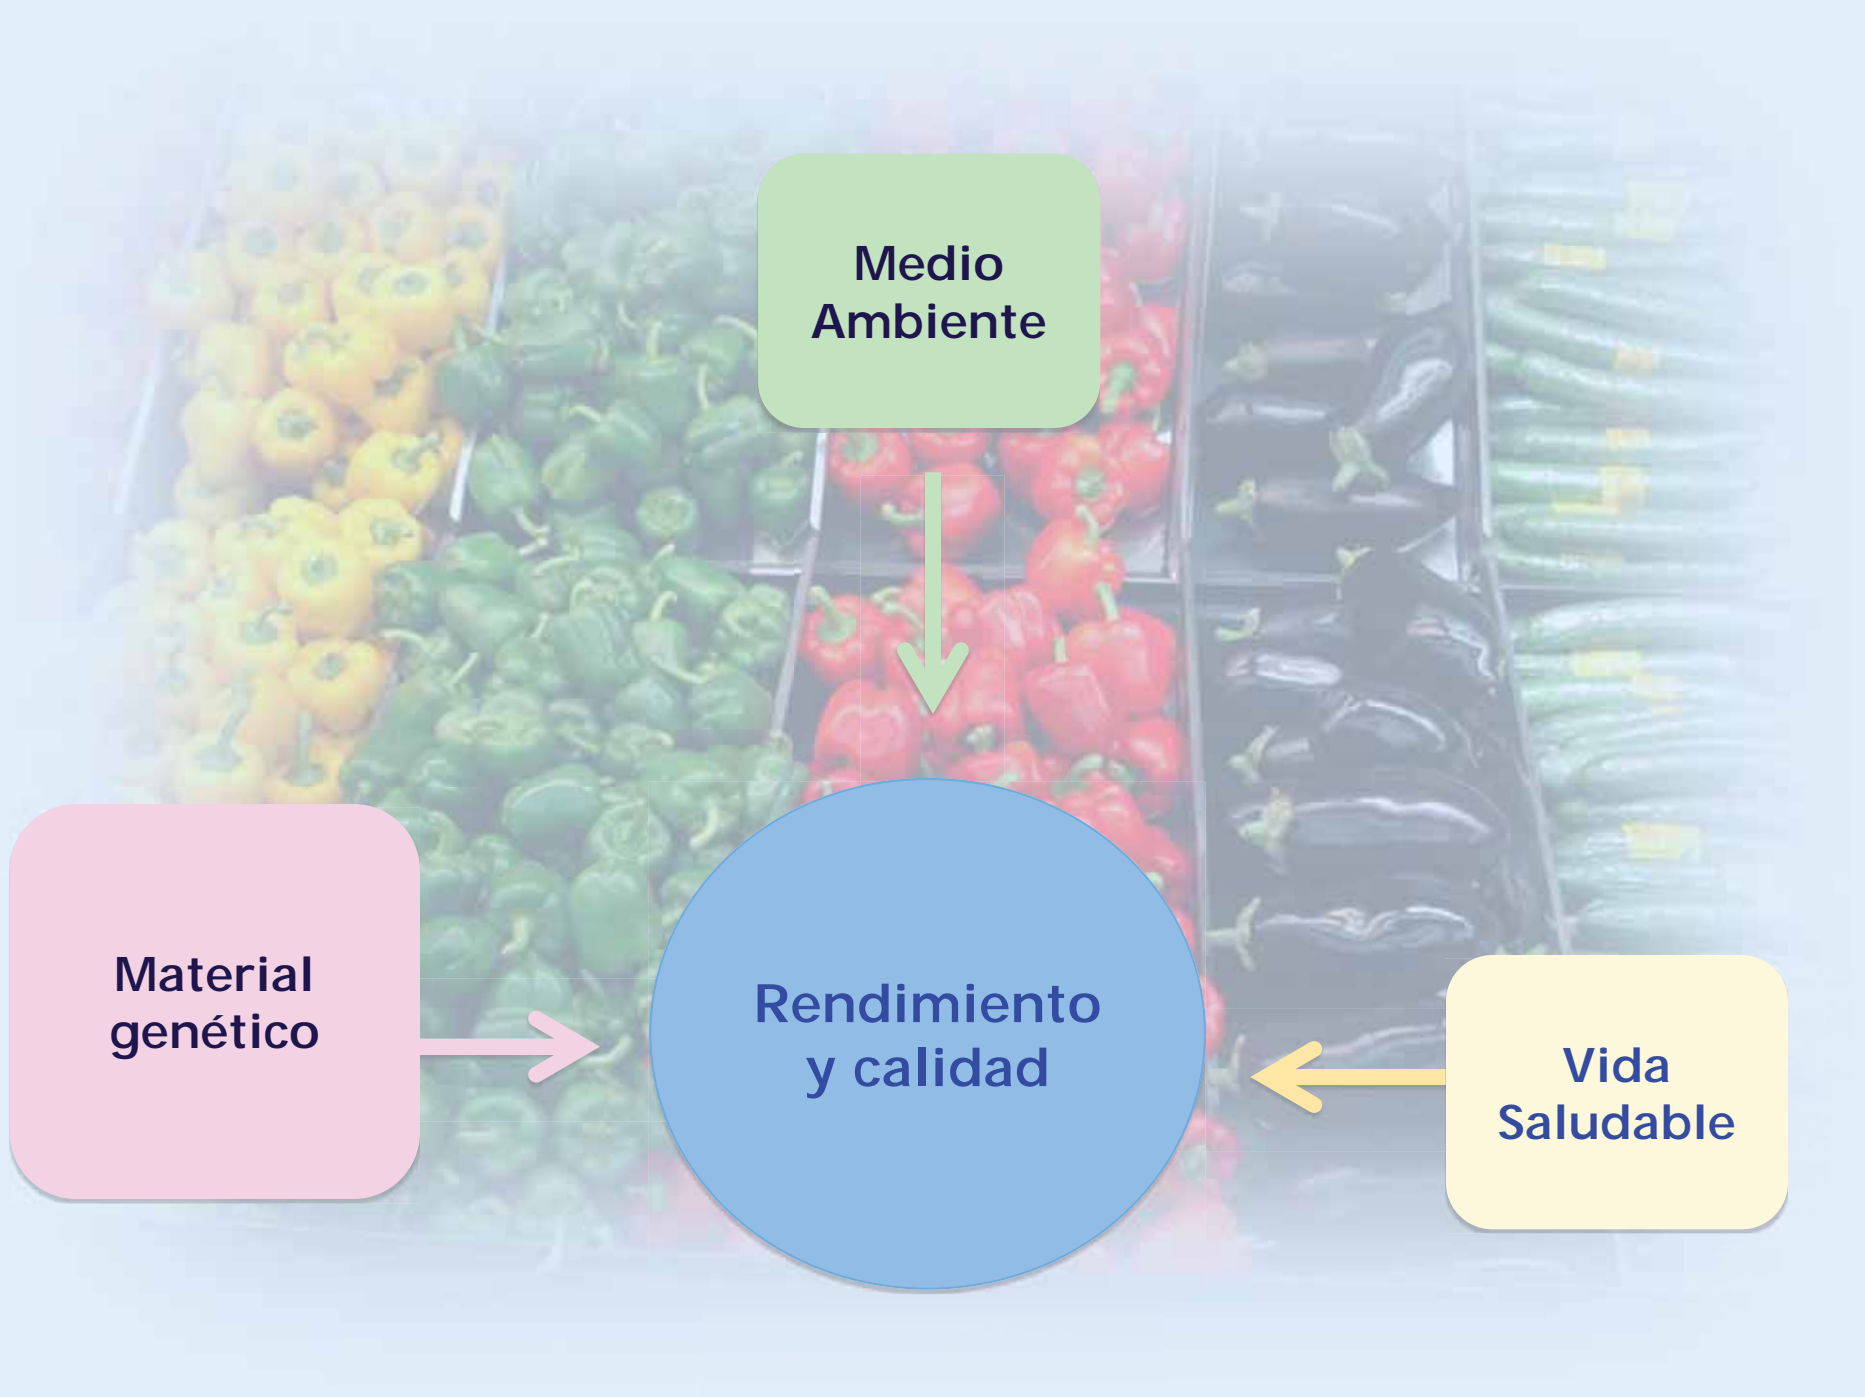 Medio
Ambiente
Material
genético
Rendimiento
y calidad
Vida
Saludable